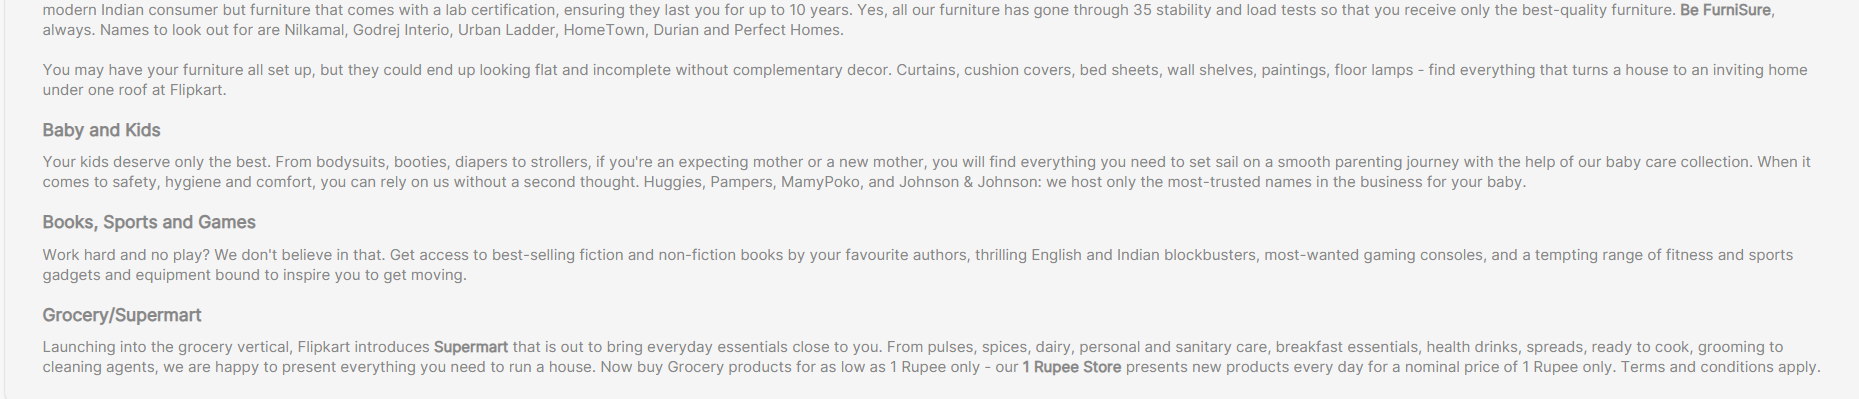 modern Indian consumer but furniture that comes with a lab certification, ensuring they last you for up to 10 years. Yes, all our furniture has gone through 35 stability and load tests so that you receive only the best-quality furniture. Be FurniSure,
always. Names to look out for are Nilkamal, Godrej Interio, Urban Ladder, HomeTown, Durian and Perfect Homes.
You may have your furniture all set up, but they could end up looking flat and incomplete without complementary decor. Curtains, cushion covers, bed sheets, wall shelves, paintings, floor lamps - find everything that turns a house to an inviting home
under one roof at Flipkart.
Baby and Kids
Your kids deserve only the best. From bodysuits, booties, diapers to strollers, if you're an expecting mother or a new mother, you will find everything you need to set sail on a smooth parenting journey with the help of our baby care collection. When it
comes to safety, hygiene and comfort, you can rely on us without a second thought. Huggies, Pampers, MamyPoko, and Johnson & Johnson: we host only the most-trusted names in the business for your baby.
Books, Sports and Games
Work hard and no play? We don't believe in that. Get access to best-selling fiction and non-fiction books by your favourite authors, thrilling English and Indian blockbusters, most-wanted gaming consoles, and a tempting range of fitness and sports
gadgets and equipment bound to inspire you to get moving.
Grocery/Supermart
Launching into the grocery vertical, Flipkart introduces Supermart that is out to bring everyday essentials close to you. From pulses, spices, dairy, personal and sanitary care, breakfast essentials, health drinks, spreads, ready to cook, grooming to
cleaning agents, we are happy to present everything you need to run a house. Now buy Grocery products for as low as 1 Rupee only - our 1 Rupee Store presents new products every day for a nominal price of 1 Rupee only. Terms and conditions apply.